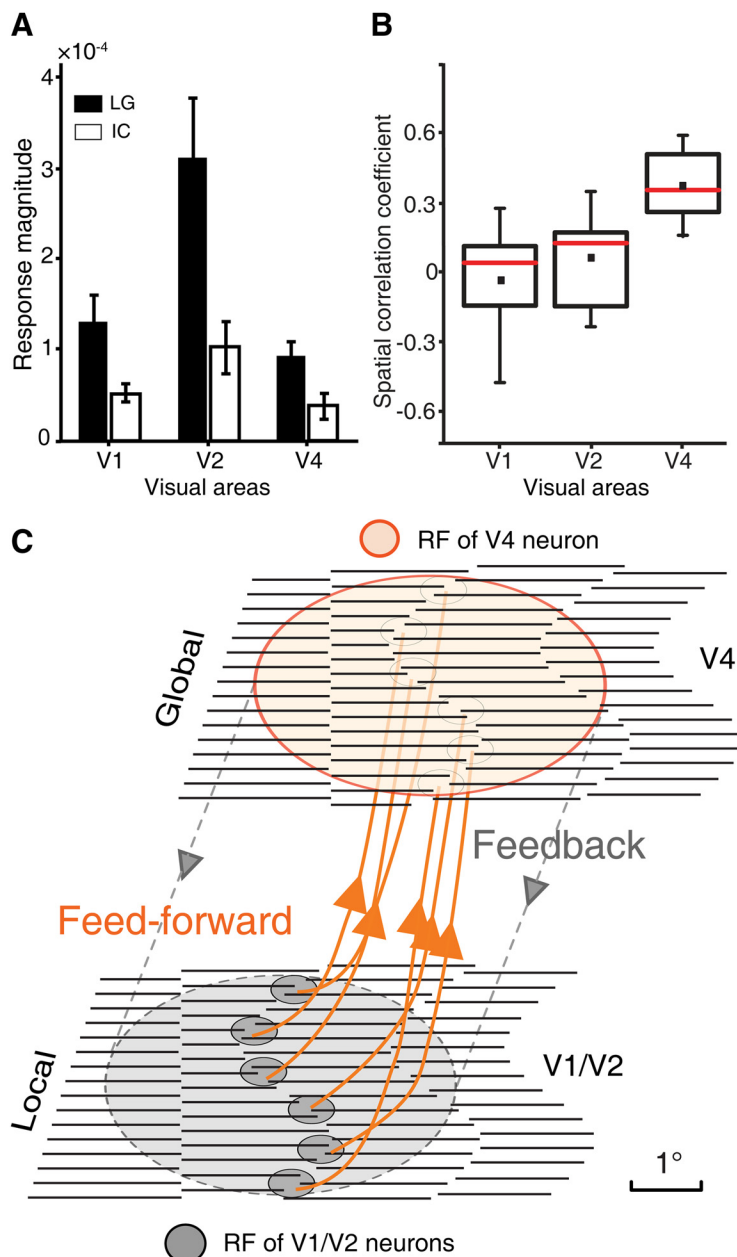 A
×10⁻⁴
4
3
2
1
0
Response magnitude
LG
IC
V1 V2 V4
Visual areas
B
0.6
0.3
0
-0.3
-0.6
Spatial correlation coefficient
V1 V2 V4
Visual areas
C
RF of V4 neuron
Global
V4
Feedback
Feed-forward
Local
V1/V2
1°
RF of V1/V2 neurons